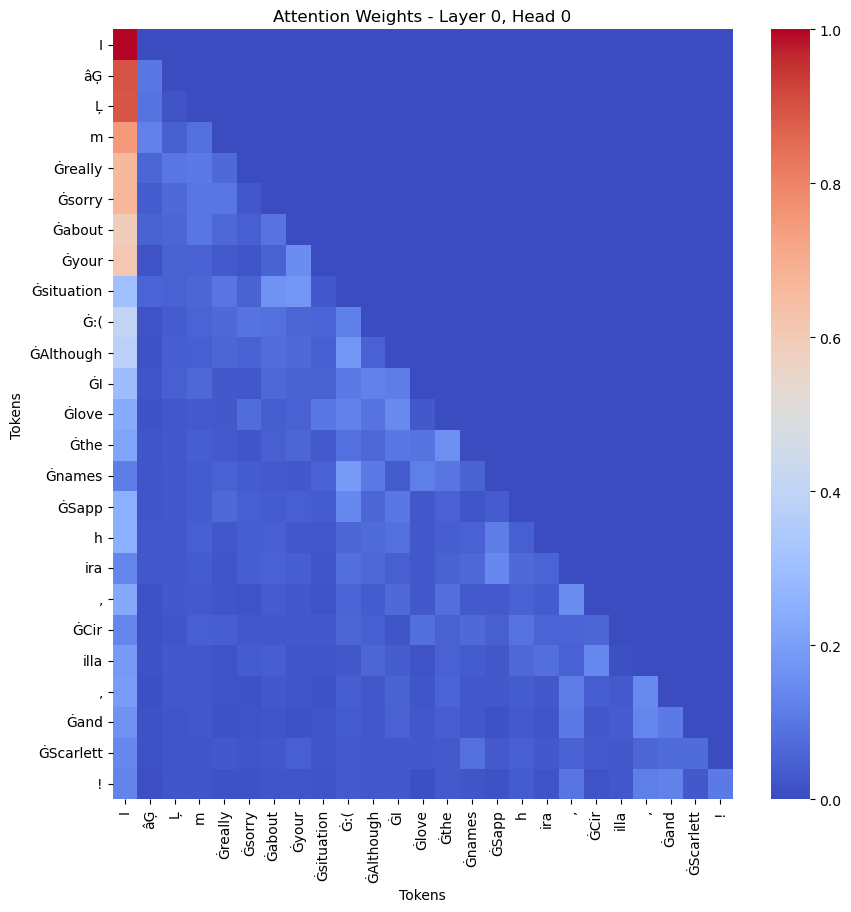 Attention Weights - Layer 0, Head 0
I
âĢ
Ļ
m
Ġreally
Ġsorry
Ġabout
Ġyour
Ġsituation
Ġ:(
ĠAlthough
ĠI
Ġlove
Ġthe
Ġnames
ĠSapp
h
ira
,
ĠCir
illa
,
Ġand
ĠScarlett
!
Tokens
I
âĢ
Ļ
m
Ġreally
Ġsorry
Ġabout
Ġyour
Ġsituation
Ġ:(
ĠAlthough
ĠI
Ġlove
Ġthe
Ġnames
ĠSapp
h
ira
,
ĠCir
illa
,
Ġand
ĠScarlett
!
Tokens
1.0
0.8
0.6
0.4
0.2
0.0